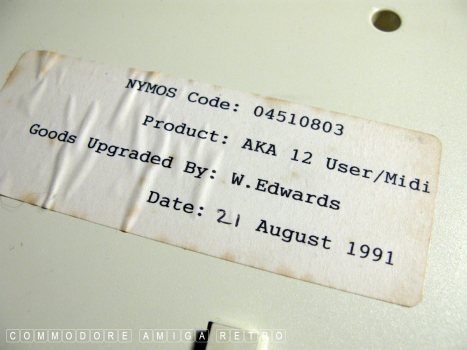 NYMOS Code: 04510803
Product: AKA 12 User/Midi
Goods Upgraded By: W.Edwards
Date: 21 August 1991
COMMODORE AMIGA RETRO